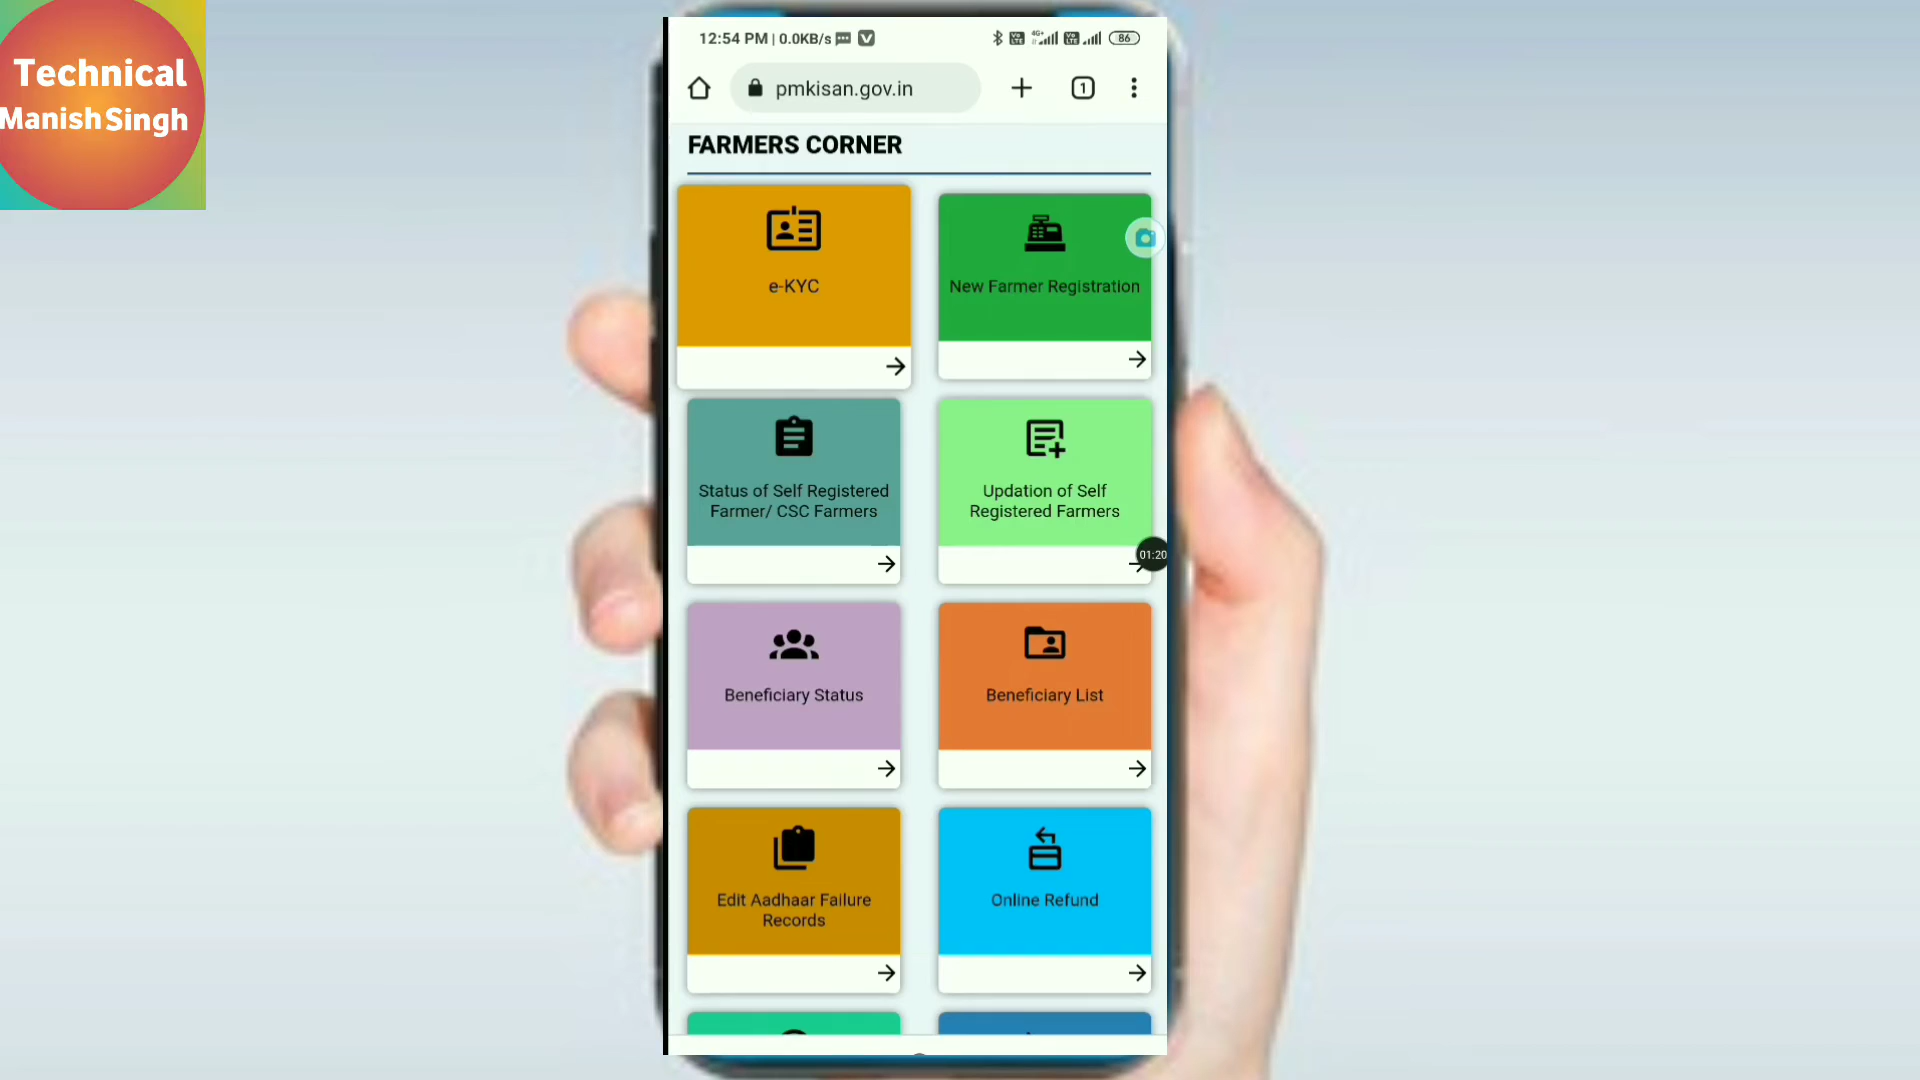 Technical
Manish Singh
12:54 PM | 0.0KB/s
86
pmkisan.gov.in
1
FARMERS CORNER
e-KYC
New Farmer Registration
Status of Self Registered
Farmer/ CSC Farmers
Updation of Self
Registered Farmers
01:20
Beneficiary Status
Beneficiary List
Edit Aadhaar Failure
Records
Online Refund